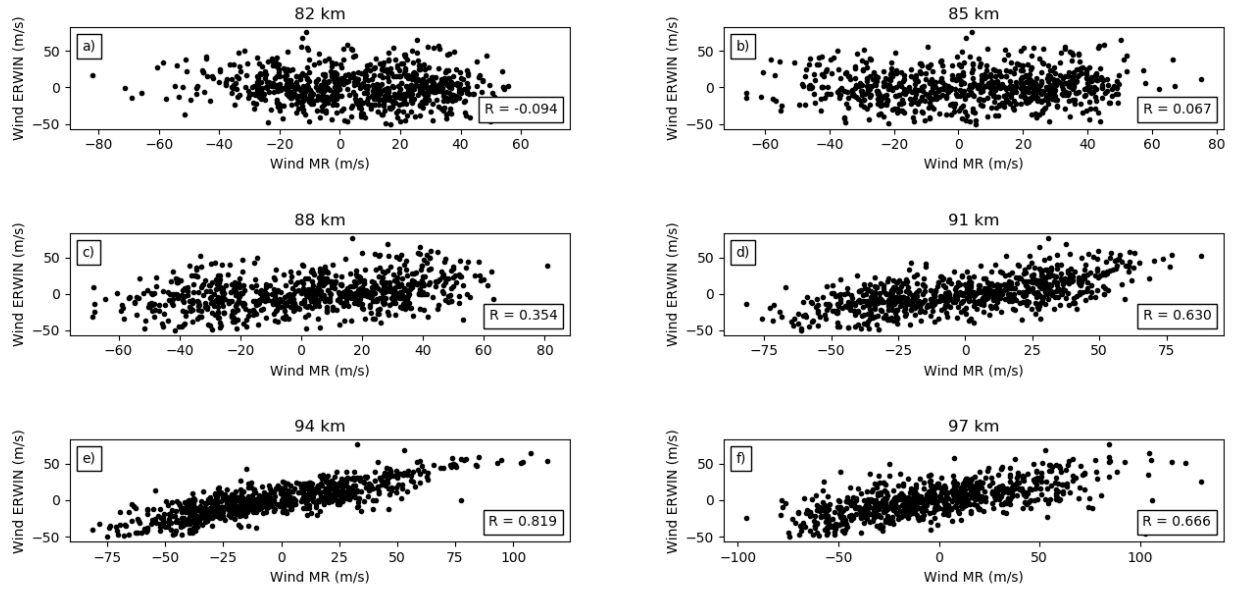 82 km
a)
R = -0.094
Wind ERWIN (m/s)
50
0
−50
−80 −60 −40 −20 0 20 40 60
Wind MR (m/s)
85 km
b)
R = 0.067
Wind ERWIN (m/s)
50
0
−50
−60 −40 −20 0 20 40 60 80
Wind MR (m/s)
88 km
c)
R = 0.354
Wind ERWIN (m/s)
50
0
−50
−60 −40 −20 0 20 40 60 80
Wind MR (m/s)
91 km
d)
R = 0.630
Wind ERWIN (m/s)
50
0
−50
−75 −50 −25 0 25 50 75
Wind MR (m/s)
94 km
e)
R = 0.819
Wind ERWIN (m/s)
50
0
−50
−75 −50 −25 0 25 50 75 100
Wind MR (m/s)
97 km
f)
R = 0.666
Wind ERWIN (m/s)
50
0
−50
−100 −50 0 50 100
Wind MR (m/s)